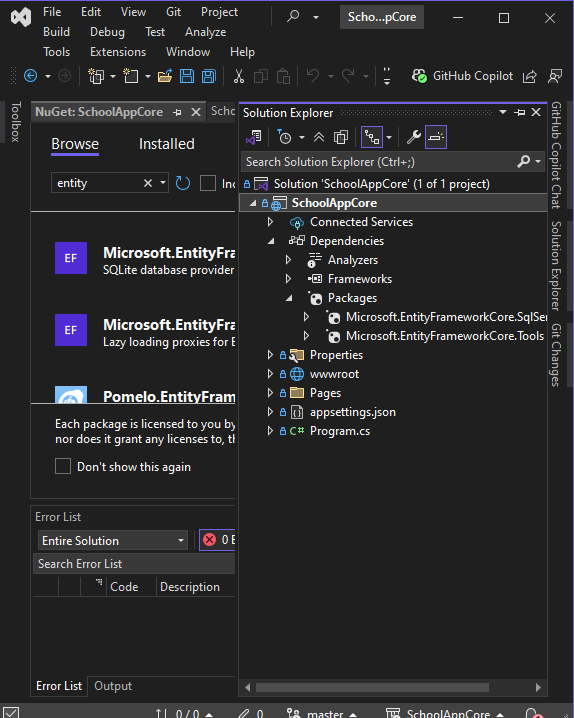 File Edit View Git Project
Build Debug Test Analyze
Tools Extensions Window Help
Scho...pCore
GitHub Copilot
Toolbox
NuGet: SchoolAppCore
Scho
Browse Installed
entity
Inc
EF
Microsoft.EntityFra
SQLite database provider
EF
Microsoft.EntityFra
Lazy loading proxies for E
Pomelo.EntityFram
Each package is licensed to you by
nor does it grant any licenses to, th
Don't show this again
Error List
Entire Solution
0 E
Search Error List
Code Description
Error List Output
Solution Explorer
Search Solution Explorer (Ctrl+;)
Solution 'SchoolAppCore' (1 of 1 project)
SchoolAppCore
Connected Services
Dependencies
Analyzers
Frameworks
Packages
Microsoft.EntityFrameworkCore.SqlSer
Microsoft.EntityFrameworkCore.Tools
Properties
wwwroot
Pages
appsettings.json
C# Program.cs
GitHub Copilot Chat
Solution Explorer
Git Changes
0 / 0 0 master SchoolAppCore